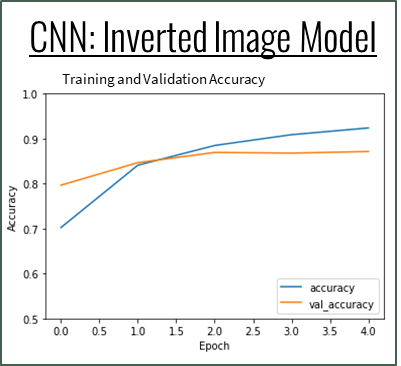 CNN: Inverted Image Model
Training and Validation Accuracy
1.0
0.9
0.8
0.7
0.6
0.5
Accuracy
accuracy
val_accuracy
0.0 0.5 1.0 1.5 2.0 2.5 3.0 3.5 4.0
Epoch